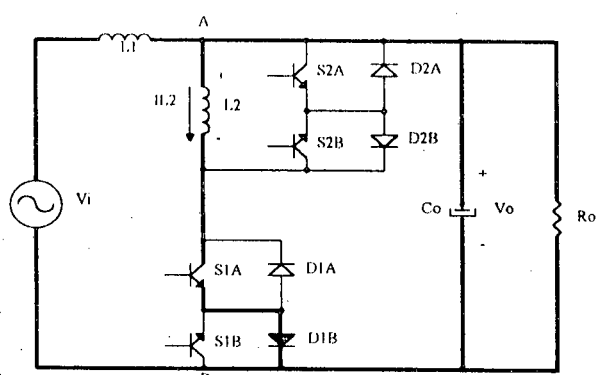 A
L1
S2A
D2A
IL2
L2
S2B
D2B
Vi
+
Co
Vo
Ro
-
S1A
D1A
S1B
D1B